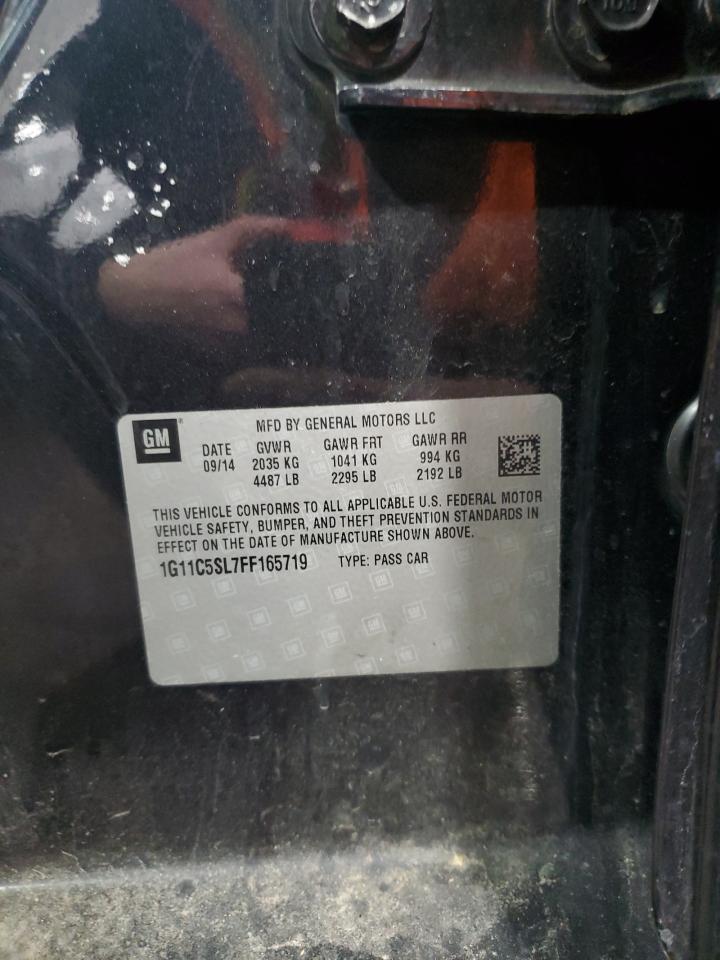 GM
MFD BY GENERAL MOTORS LLC
DATE GVWR GAWR FRT GAWR RR
09/14 2035 KG 1041 KG 994 KG
4487 LB 2295 LB 2192 LB
THIS VEHICLE CONFORMS TO ALL APPLICABLE U.S. FEDERAL MOTOR
VEHICLE SAFETY, BUMPER, AND THEFT PREVENTION STANDARDS IN
EFFECT ON THE DATE OF MANUFACTURE SHOWN ABOVE.
1G11C5SL7FF165719 TYPE: PASS CAR